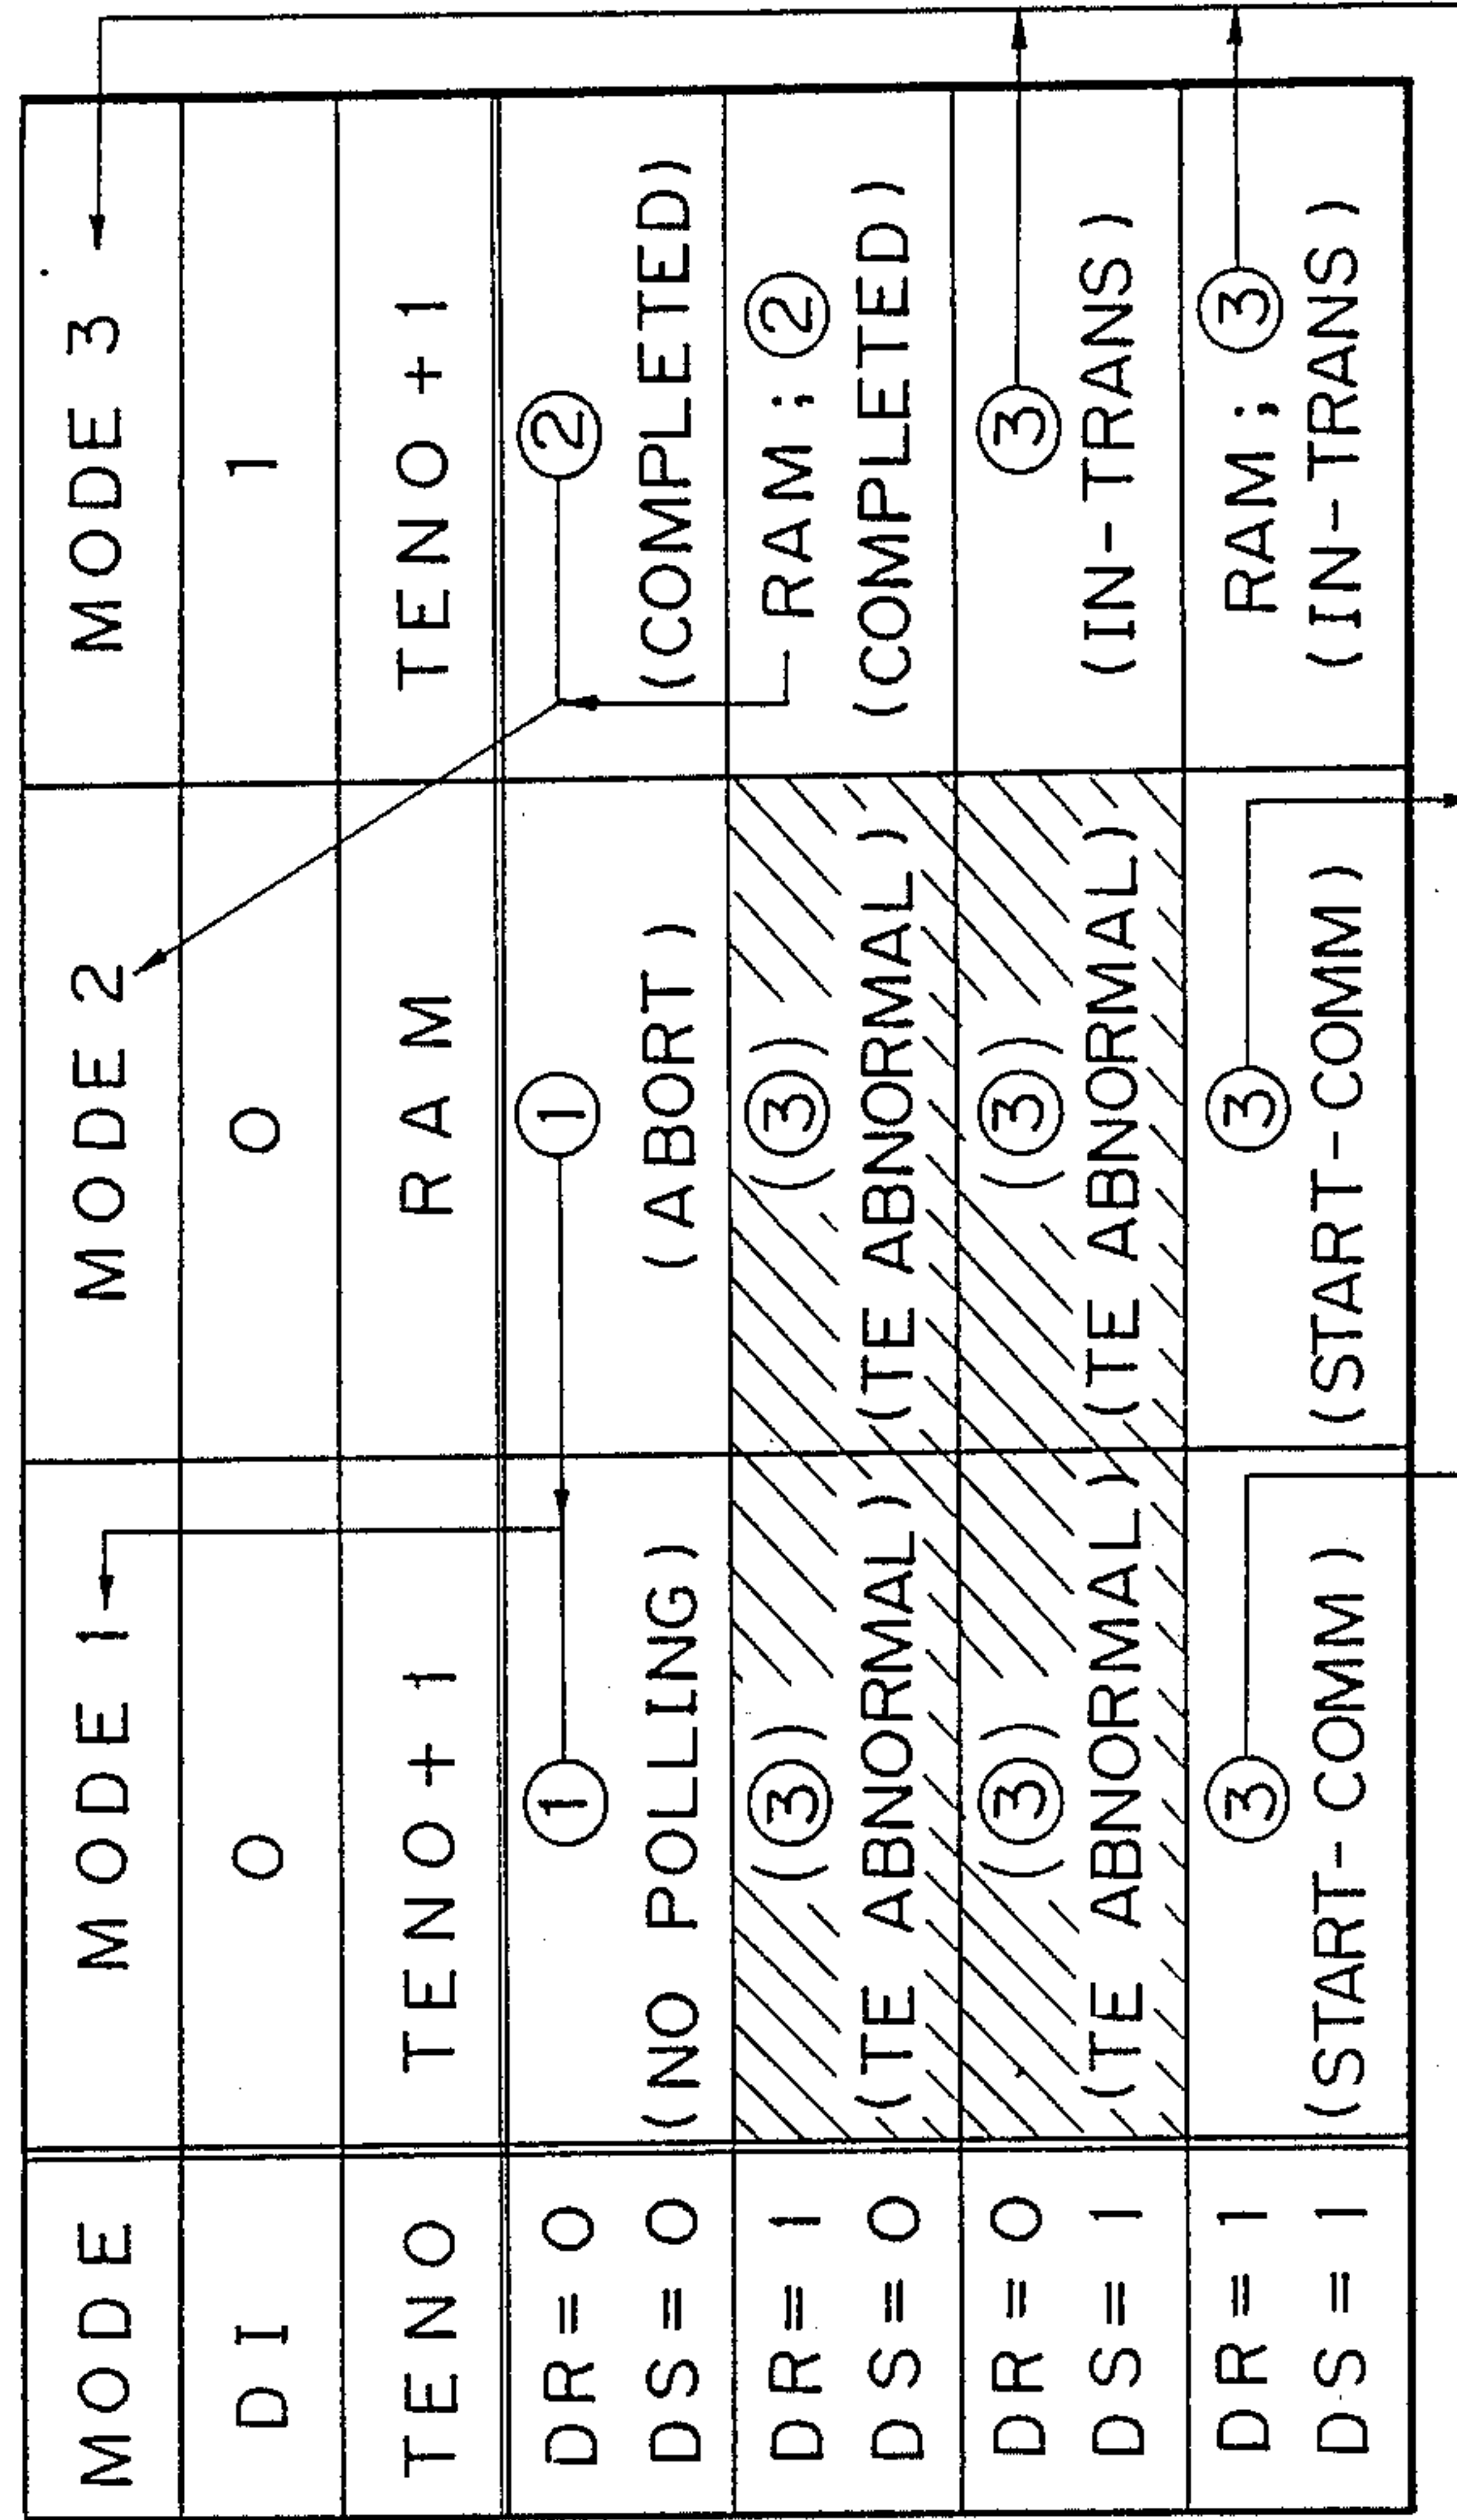 MODE MODE 1 MODE 2 MODE 3
DI 0 0 1
TENO TENO+1 RAM TENO+1
DR=0 ① ① ②
DS=0 (NO POLLING) (ABORT) (COMPLETED)
DR=1 (③) (③) RAM; ②
DS=0 (TE ABNORMAL) (TE ABNORMAL) (COMPLETED)
DR=0 (③) (③) ③
DS=1 (TE ABNORMAL) (TE ABNORMAL) (IN-TRANS)
DR=1 ③ ③ RAM; ③
DS=1 (START-COMM) (START-COMM) (IN-TRANS)